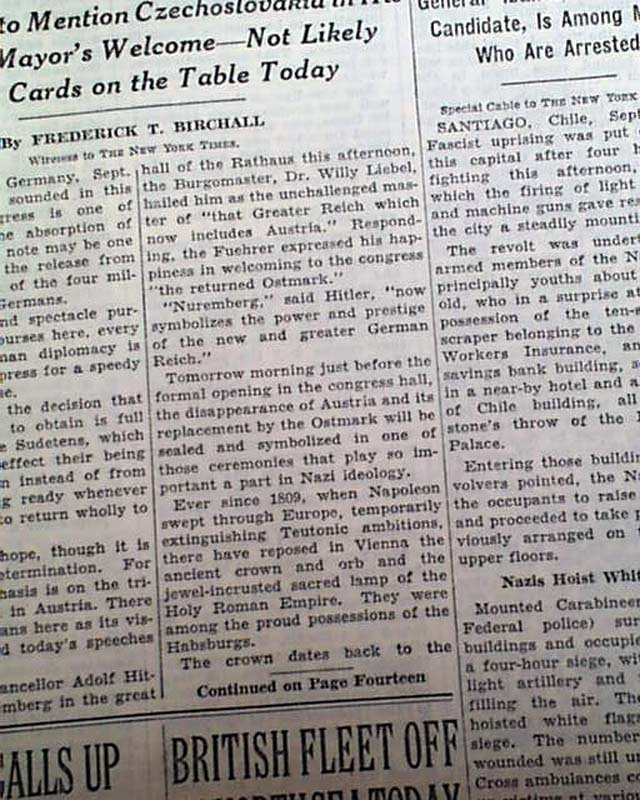 to Mention Czechoslovakia in
Mayor's Welcome—Not Likely
Cards on the Table Today
By FREDERICK T. BIRCHALL
Wireless to THE NEW YORK TIMES.
Germany, Sept.
sounded in this
gress is one of
absorption of
note may be one
the release from
of the four mil-
Germans.
nd spectacle pur-
ourses here, every
man diplomacy is
press for a speedy
the decision that
to obtain is full
Sudetens, which
effect their being
n instead of from
g ready whenever
to return wholly to
hope, though it is
etermination. For
hasis is on the tri-
in Austria. There
ans here as its vis-
d today's speeches
ancellor Adolf Hit-
mberg in the great
hall of the Rathaus this afternoon,
the Burgomaster, Dr. Willy Liebel,
hailed him as the unchallenged mas-
ter of "that Greater Reich which
now includes Austria." Respond-
ing, the Fuehrer expressed his hap-
piness in welcoming to the congress
"the returned Ostmark."
"Nuremberg," said Hitler, "now
symbolizes the power and prestige
of the new and greater German
Reich."
Tomorrow morning just before the
formal opening in the congress hall,
the disappearance of Austria and its
replacement by the Ostmark will be
sealed and symbolized in one of
those ceremonies that play so im-
portant a part in Nazi ideology.
Ever since 1809, when Napoleon
swept through Europe, temporarily
extinguishing Teutonic ambitions,
there have reposed in Vienna the
ancient crown and orb and the
jewel-incrusted sacred lamp of the
Holy Roman Empire. They were
among the proud possessions of the
Habsburgs.
The crown dates back to the
Continued on Page Fourteen
General
Candidate, Is Among
Who Are Arrested
Special Cable to THE NEW YORK
SANTIAGO, Chile, Sept
Fascist uprising was put
this capital after four h
fighting this afternoon,
which the firing of light
and machine guns gave res
the city a steadily mounti
The revolt was under
armed members of the Na
principally youths about
old, who in a surprise at
possession of the ten-s
scraper belonging to the
Workers Insurance, an
savings bank building, s
in a near-by hotel and a
of Chile building, all
stone's throw of the
Palace.
Entering those buildin
volvers pointed, the Na
the occupants to raise
and proceeded to take p
viously arranged on
upper floors.
Nazis Hoist Whit
Mounted Carabineer
Federal police) sur
buildings and occupie
a four-hour siege, wi
light artillery and
filling the air. The
hoisted white flag
siege. The number
wounded was still un
Cross ambulances co
CALLS UP
BRITISH FLEET OFF
TODAY